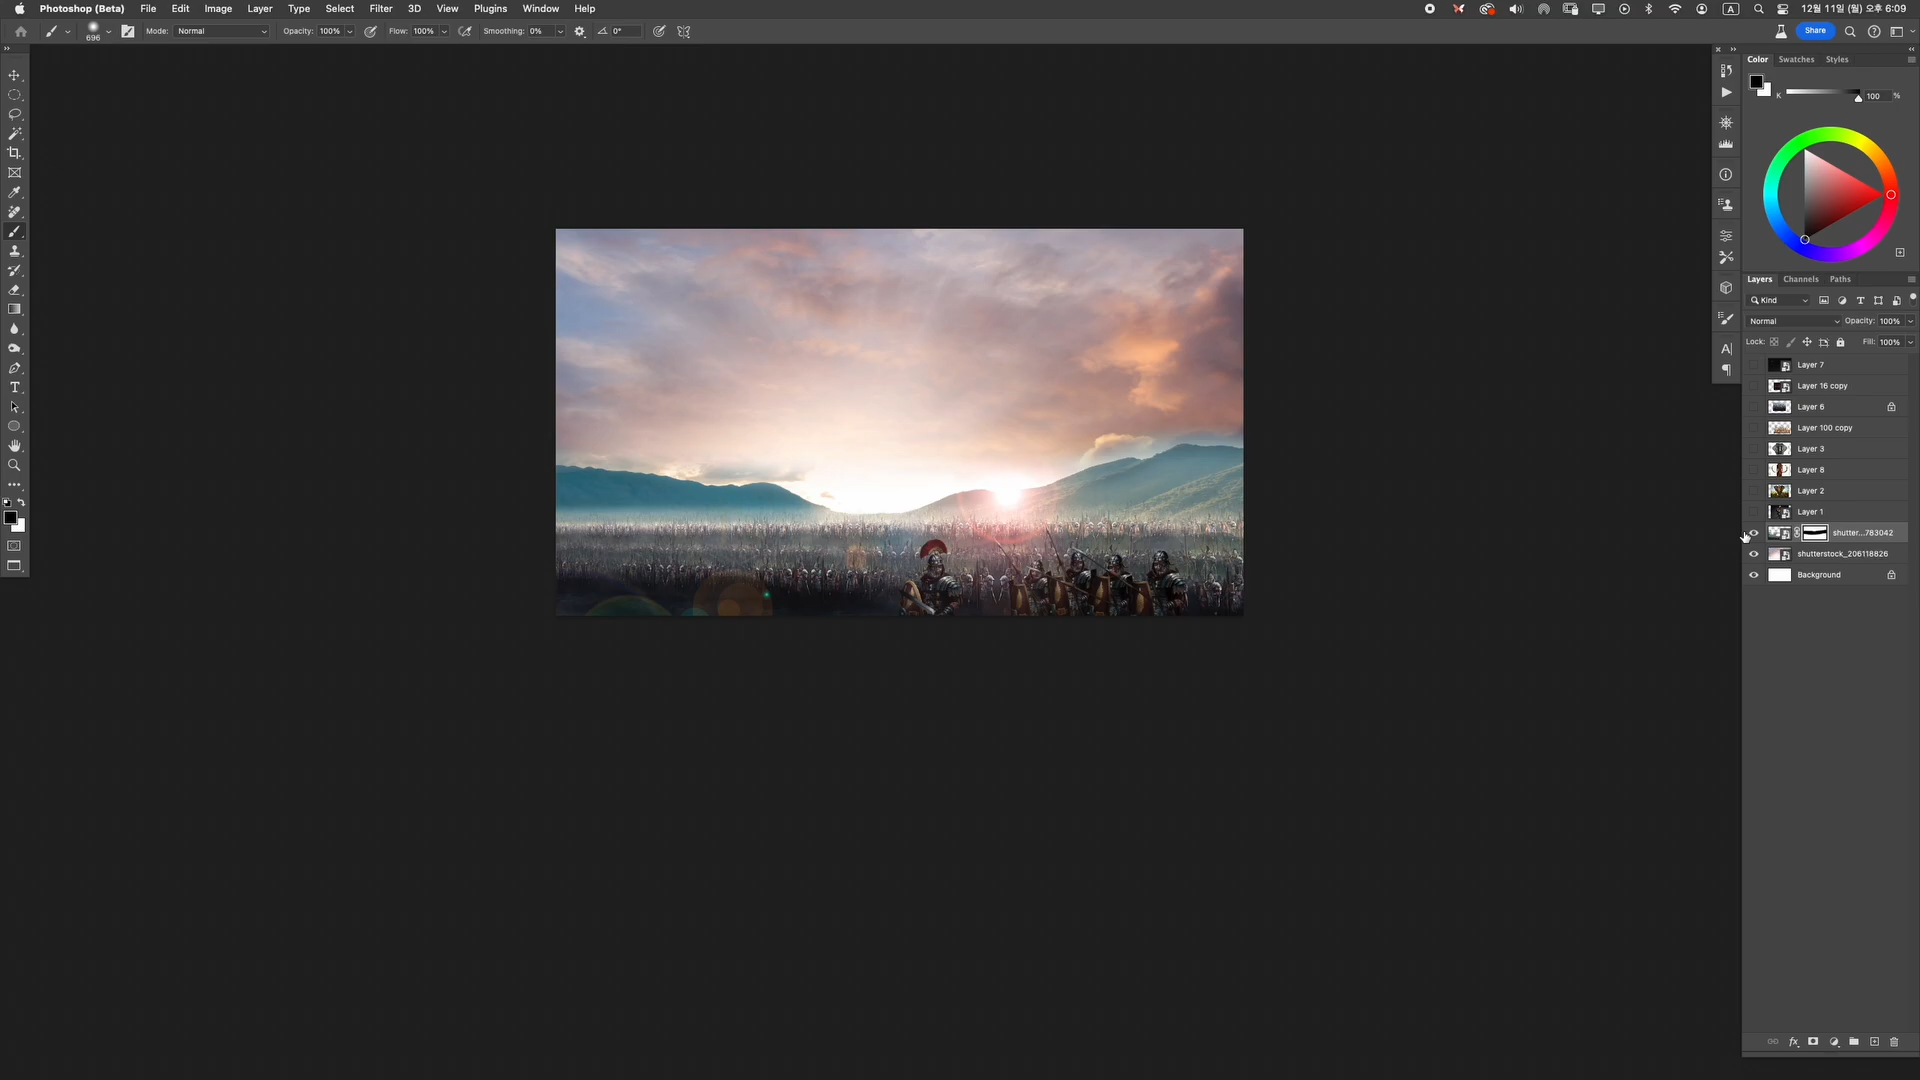 Photoshop (Beta) File Edit Image Layer Type Select Filter 3D View Plugins Window Help A 12월 11일 (월) 오후 6:09
696 Mode: Normal Opacity: 100% Flow: 100% Smoothing: 0% 0° Share
Color Swatches Styles
K 100 %
Layers Channels Paths
Kind
Normal Opacity: 100%
Lock: Fill: 100%
Layer 7
Layer 16 copy
Layer 6
Layer 100 copy
Layer 3
Layer 8
Layer 2
Layer 1
shutter...783042
shutterstock_206118826
Background